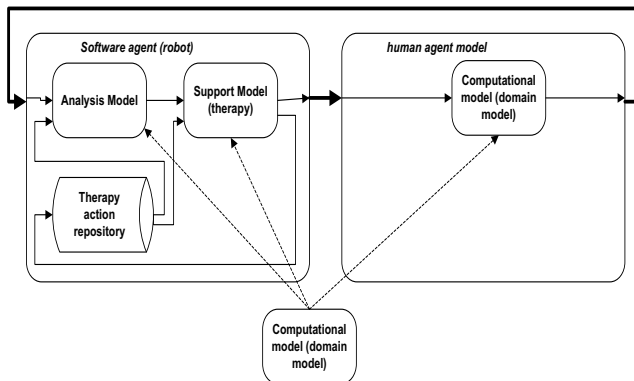 Software agent (robot)
human agent model
Analysis Model
Support Model
(therapy)
Computational
model (domain
model)
Therapy
action
repository
Computational
model (domain
model)